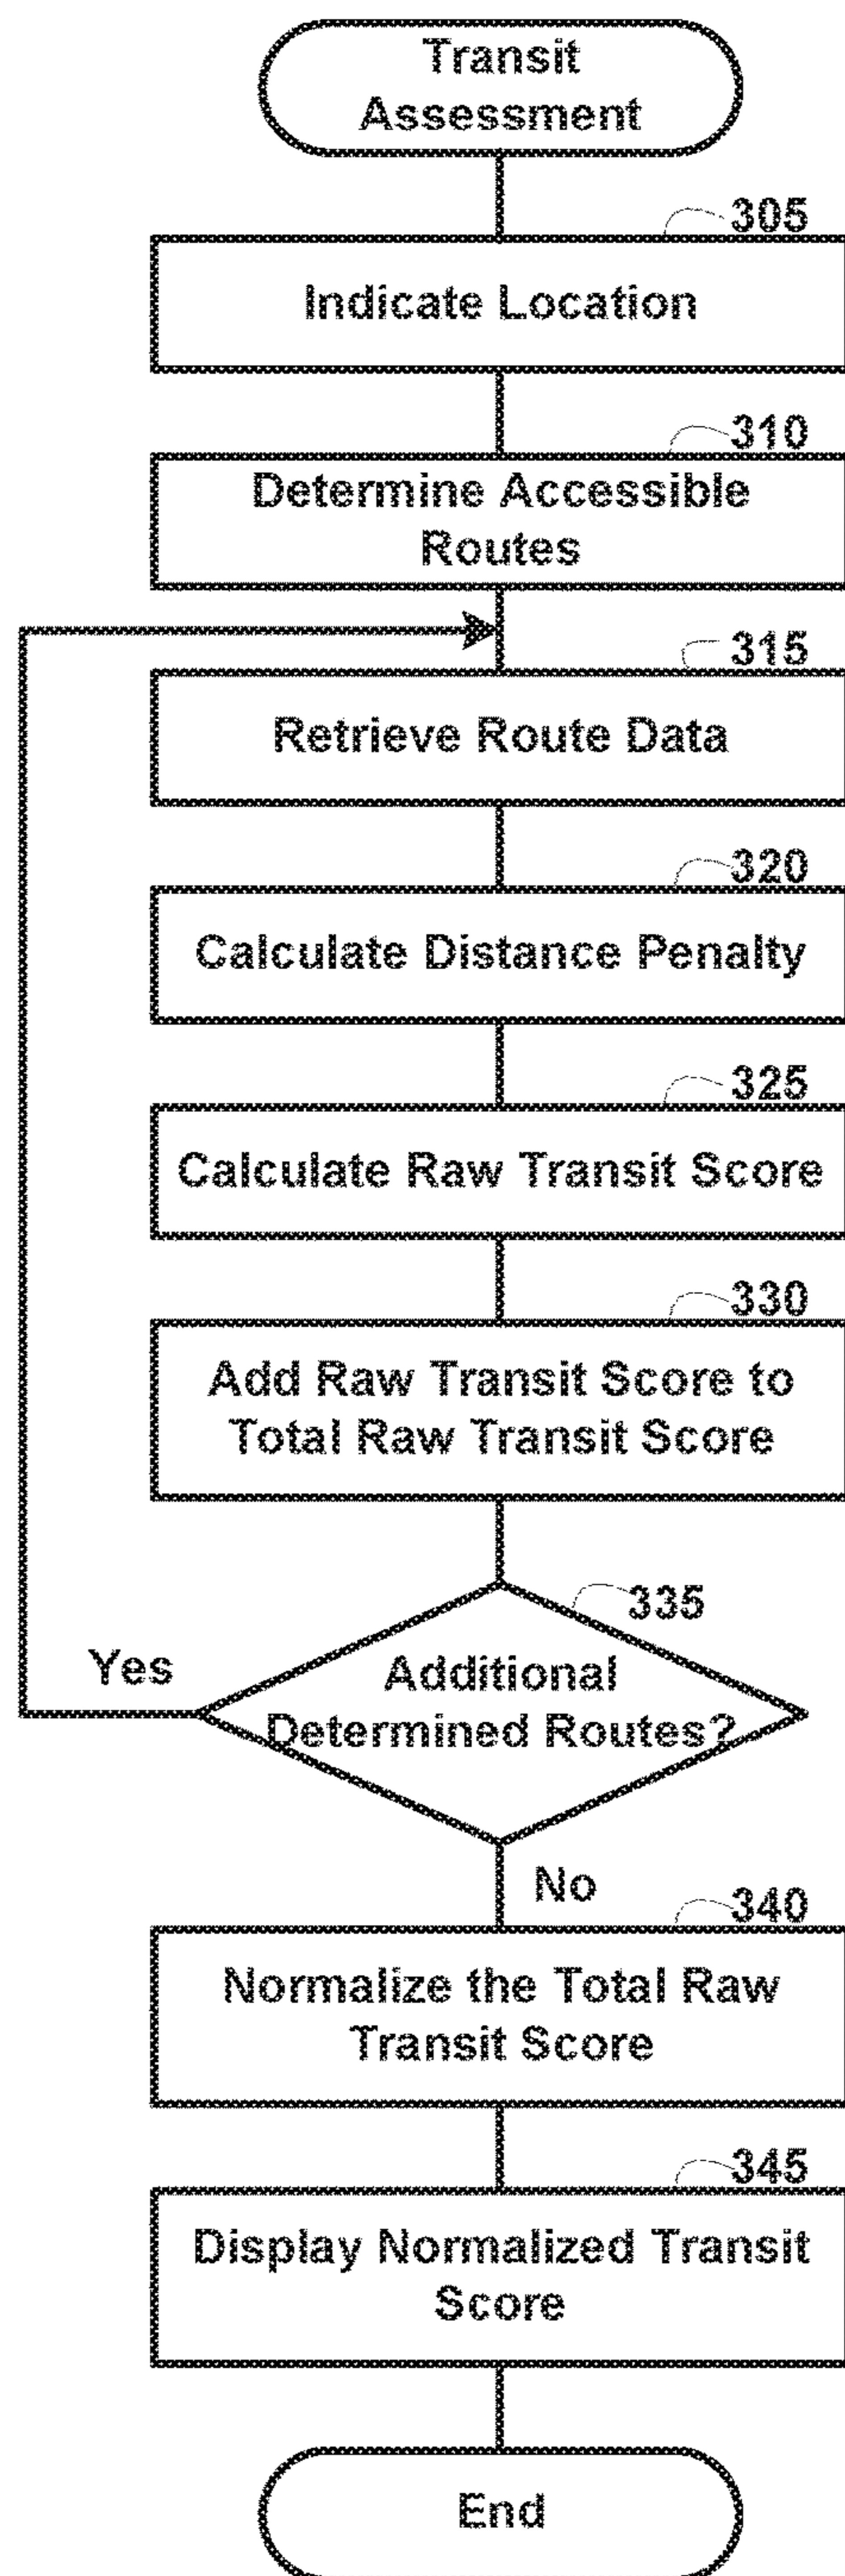 Transit
Assessment
305
Indicate Location
310
Determine Accessible
Routes
315
Retrieve Route Data
320
Calculate Distance Penalty
325
Calculate Raw Transit Score
330
Add Raw Transit Score to
Total Raw Transit Score
335
Yes
Additional
Determined Routes?
No
340
Normalize the Total Raw
Transit Score
345
Display Normalized Transit
Score
End